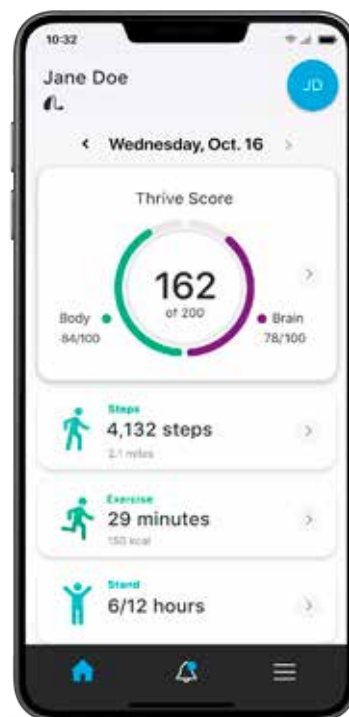 10:32
Jane Doe
JD
Wednesday, Oct. 16
Thrive Score
162
of 200
Body
84/100
Brain
78/100
Steps
4,132 steps
2.1 miles
Exercise
29 minutes
150 kcal
Stand
6/12 hours